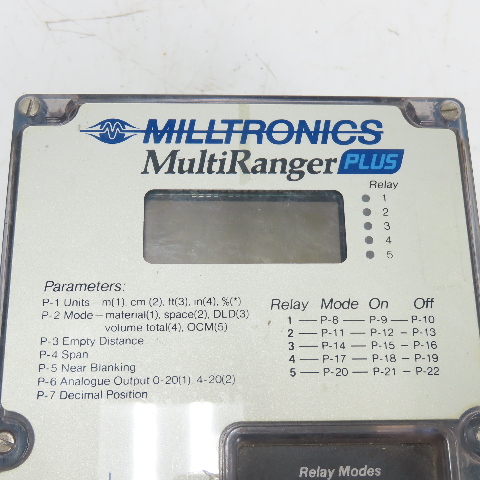 MILLTRONICS
MultiRanger PLUS
Relay
1
2
3
4
5
Parameters:
P-1 Units - m(1), cm (2), ft(3), in(4), %(*)
P-2 Mode - material(1), space(2), DLD(3)
volume total(4), OCM(5)
P-3 Empty Distance
P-4 Span
P-5 Near Blanking
P-6 Analogue Output 0-20(1), 4-20(2)
P-7 Decimal Position
Relay Mode On Off
1 — P-8 — P-9 — P-10
2 — P-11 — P-12 — P-13
3 — P-14 — P-15 — P-16
4 — P-17 — P-18 — P-19
5 — P-20 — P-21 — P-22
Relay Modes